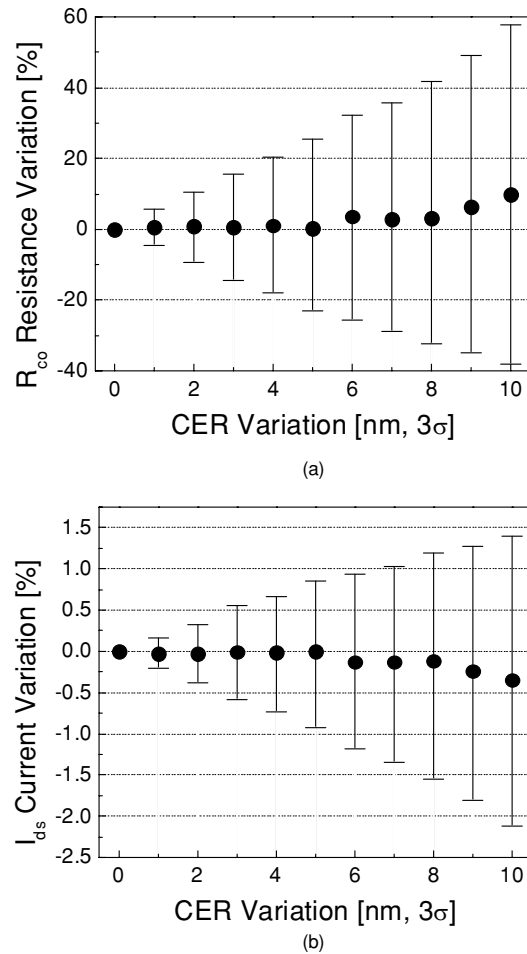 60
40
20
0
-20
-40
R_co Resistance Variation [%]
0 2 4 6 8 10
CER Variation [nm, 3σ]
(a)
1.5
1.0
0.5
0.0
-0.5
-1.0
-1.5
-2.0
-2.5
I_ds Current Variation [%]
0 2 4 6 8 10
CER Variation [nm, 3σ]
(b)